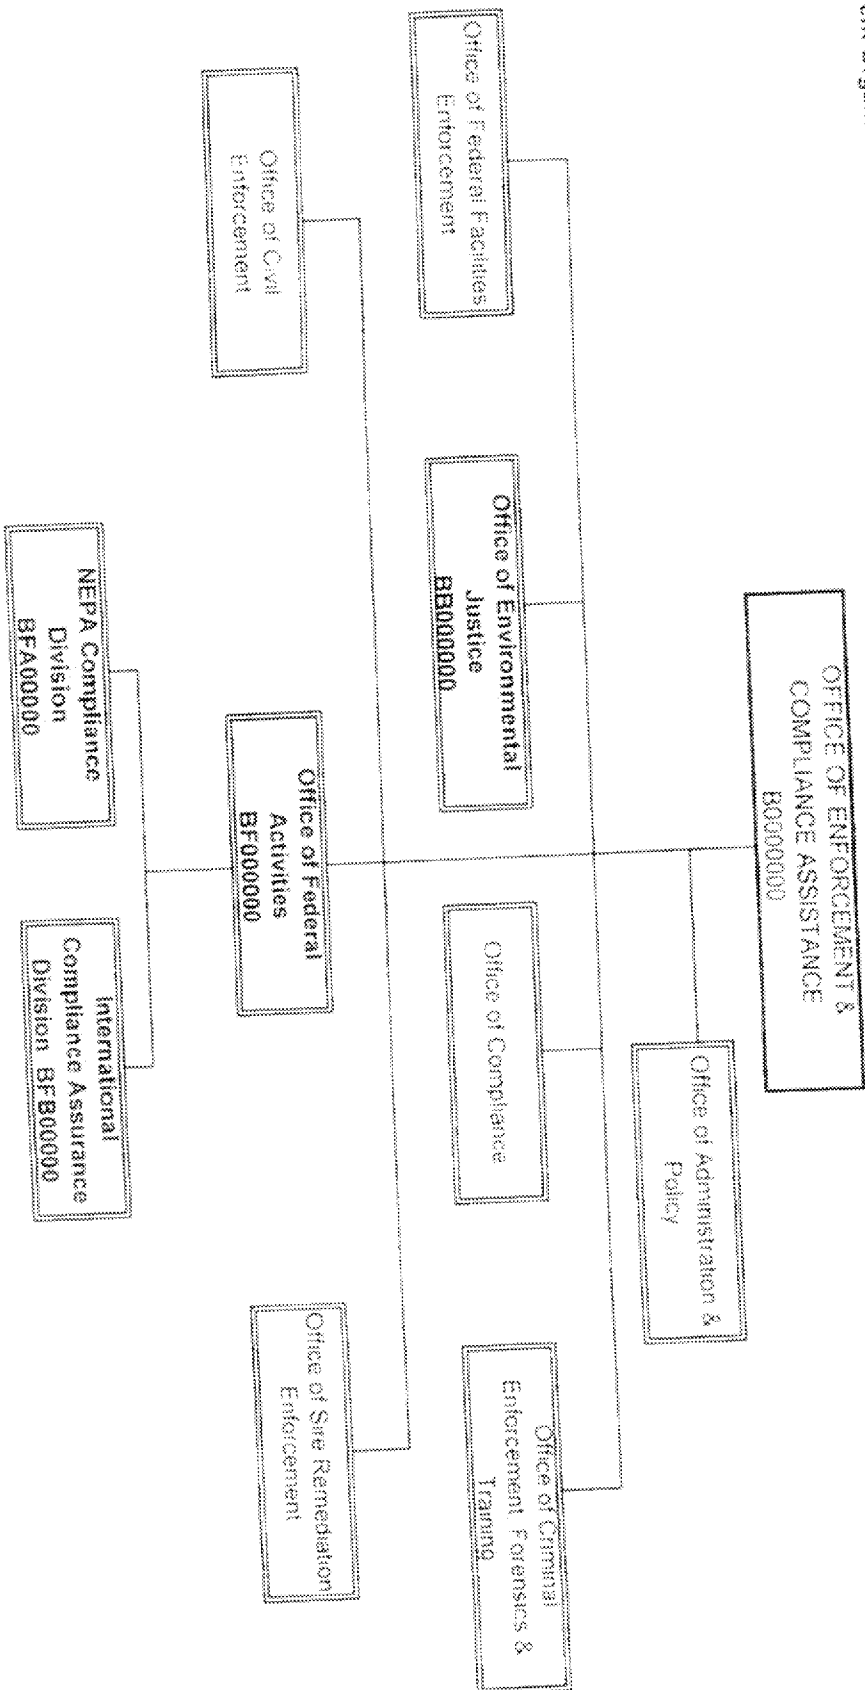 OFFICE OF ENFORCEMENT &
COMPLIANCE ASSISTANCE
B0000000
Office of Administration &
Policy
Office of Federal Facilities
Enforcement
Office of Environmental
Justice
BB000000
Office of Compliance
Office of Criminal
Enforcement Forensics &
Training
Office of Civil
Enforcement
Office of Federal
Activities
BF000000
Office of Site Remediation
Enforcement
NEPA Compliance
Division
BFA00000
International
Compliance Assurance
Division BFB00000